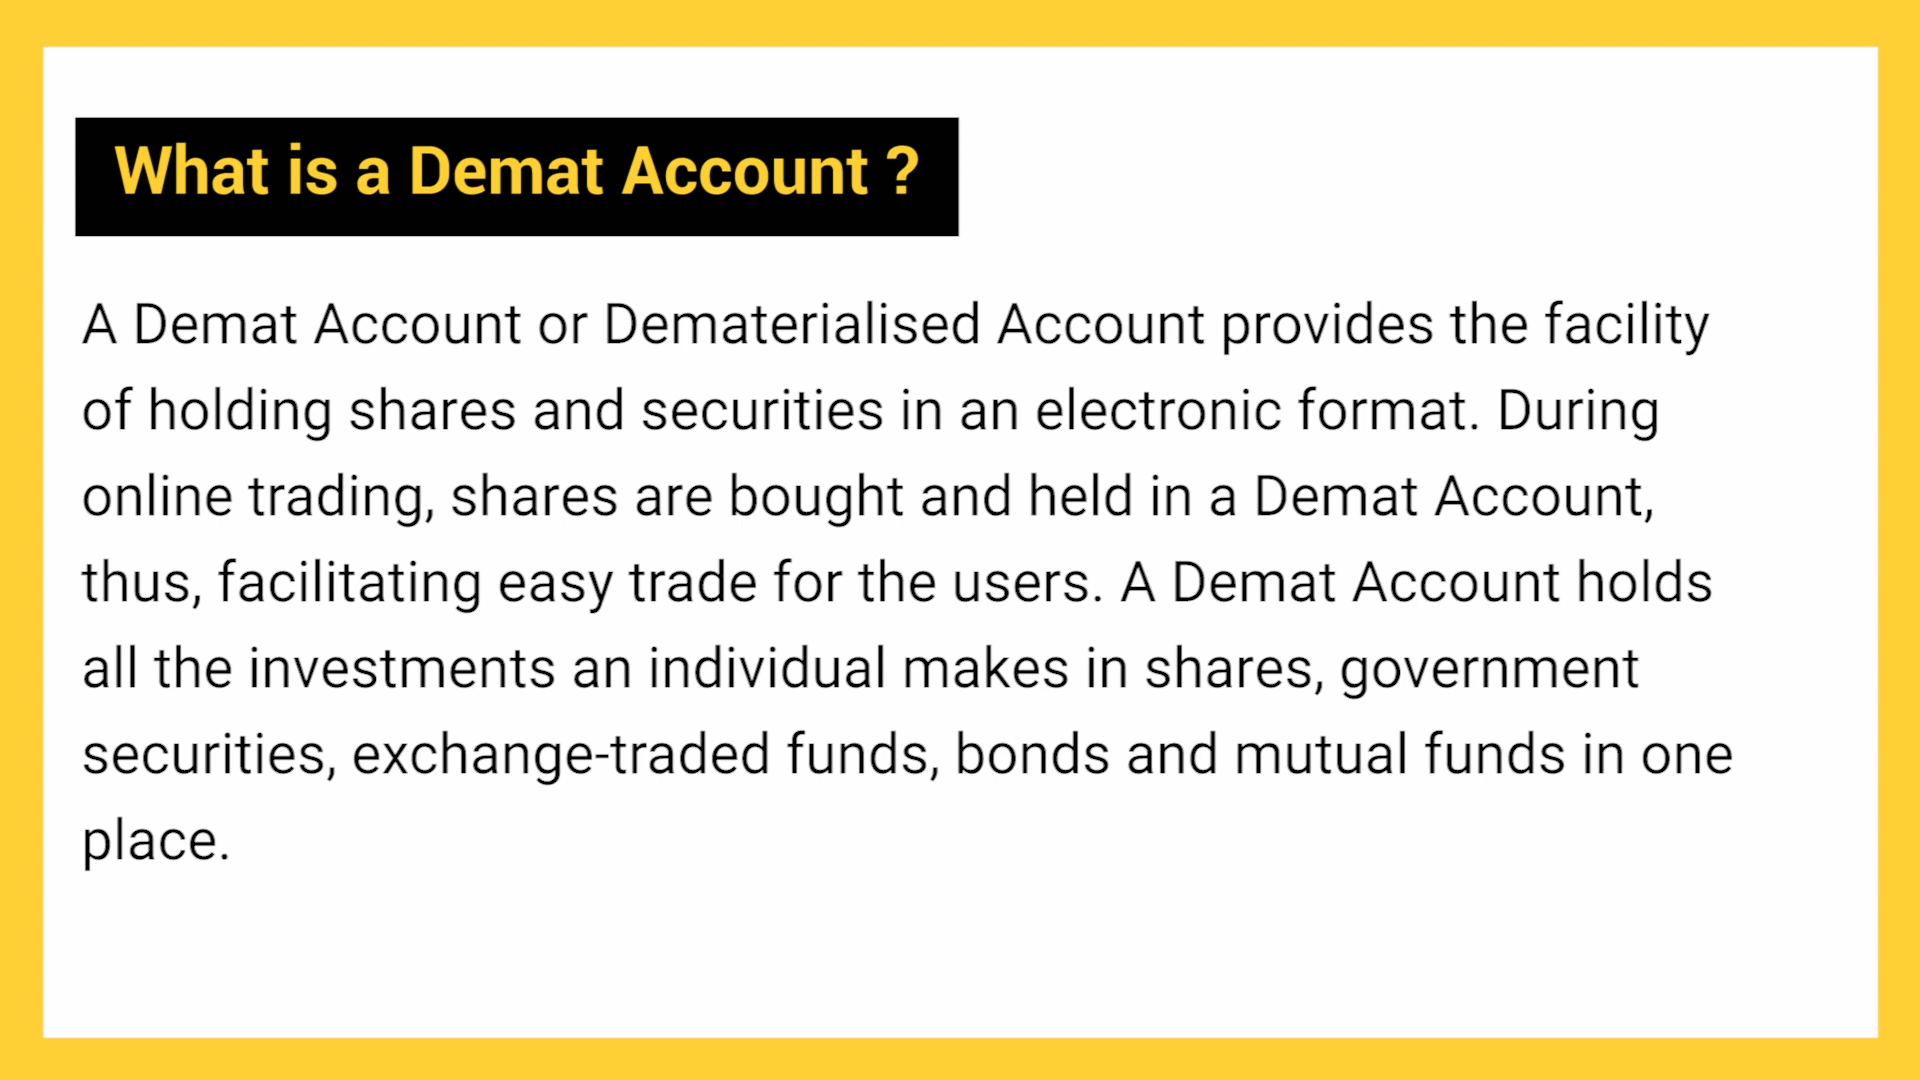 What is a Demat Account ?
A Demat Account or Dematerialised Account provides the facility
of holding shares and securities in an electronic format. During
online trading, shares are bought and held in a Demat Account,
thus, facilitating easy trade for the users. A Demat Account holds
all the investments an individual makes in shares, government
securities, exchange-traded funds, bonds and mutual funds in one
place.